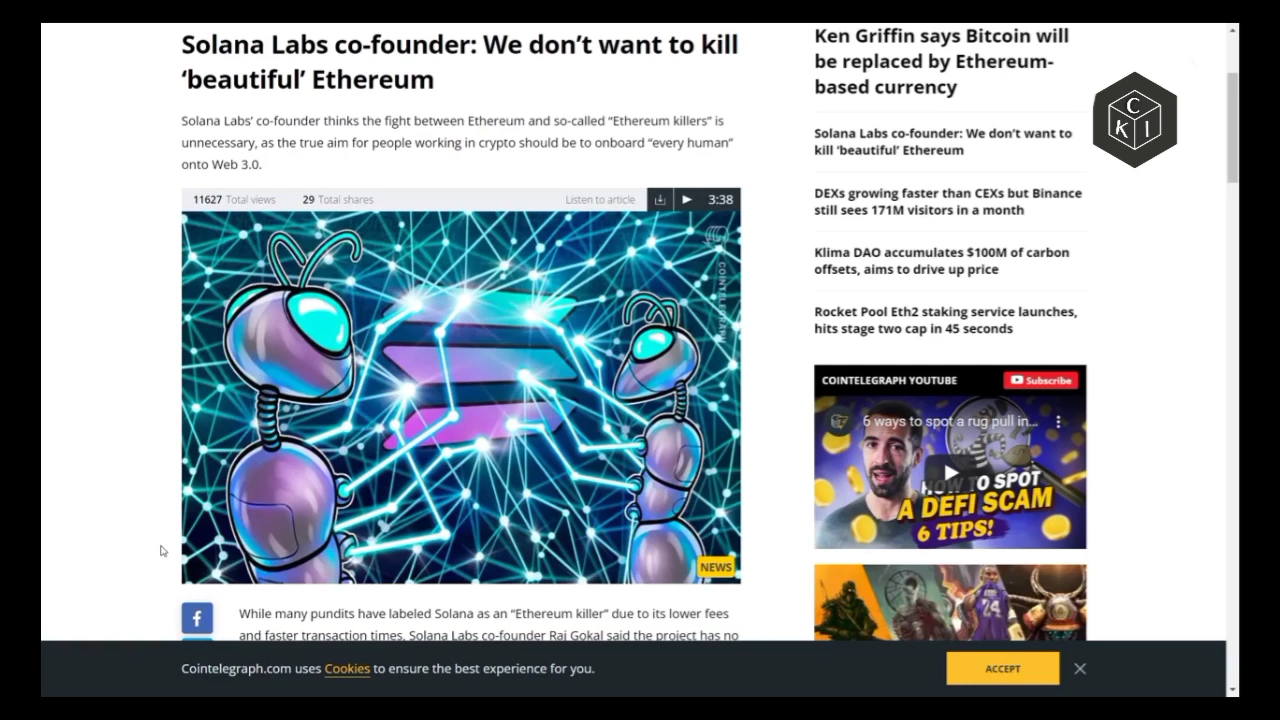 Solana Labs co-founder: We don’t want to kill
‘beautiful’ Ethereum
Solana Labs’ co-founder thinks the fight between Ethereum and so-called “Ethereum killers” is
unnecessary, as the true aim for people working in crypto should be to onboard “every human”
onto Web 3.0.
11627 Total views
29 Total shares
Listen to article
3:38
COINTELEGRAPH
NEWS
While many pundits have labeled Solana as an “Ethereum killer” due to its lower fees
and faster transaction times, Solana Labs co-founder Raj Gokal said the project has no
Ken Griffin says Bitcoin will
be replaced by Ethereum-
based currency
Solana Labs co-founder: We don’t want to
kill ‘beautiful’ Ethereum
DEXs growing faster than CEXs but Binance
still sees 171M visitors in a month
Klima DAO accumulates $100M of carbon
offsets, aims to drive up price
Rocket Pool Eth2 staking service launches,
hits stage two cap in 45 seconds
COINTELEGRAPH YOUTUBE
Subscribe
6 ways to spot a rug pull in...
HOW TO SPOT
A DEFI SCAM
6 TIPS!
24
C
K I
Cointelegraph.com uses Cookies to ensure the best experience for you.
ACCEPT